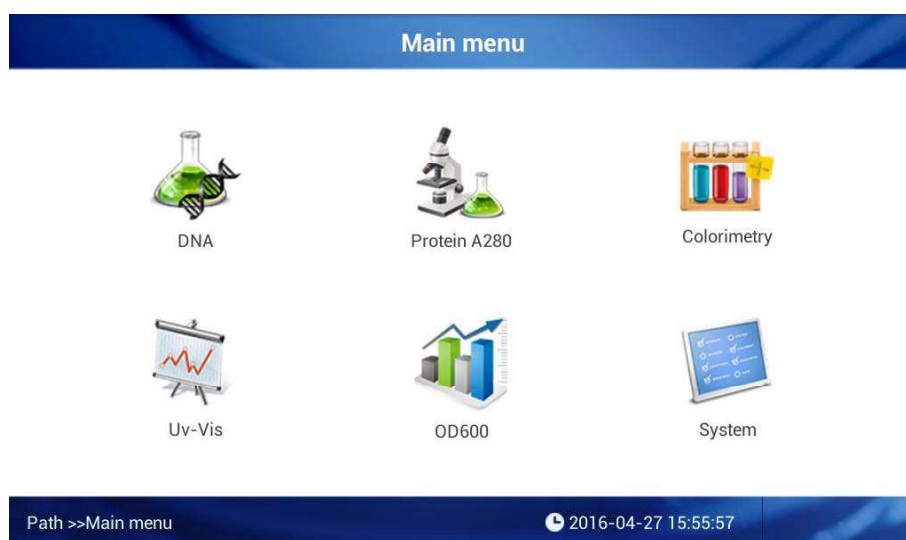 Main menu
DNA
Protein A280
Colorimetry
Uv-Vis
OD600
System
Path >>Main menu
2016-04-27 15:55:57